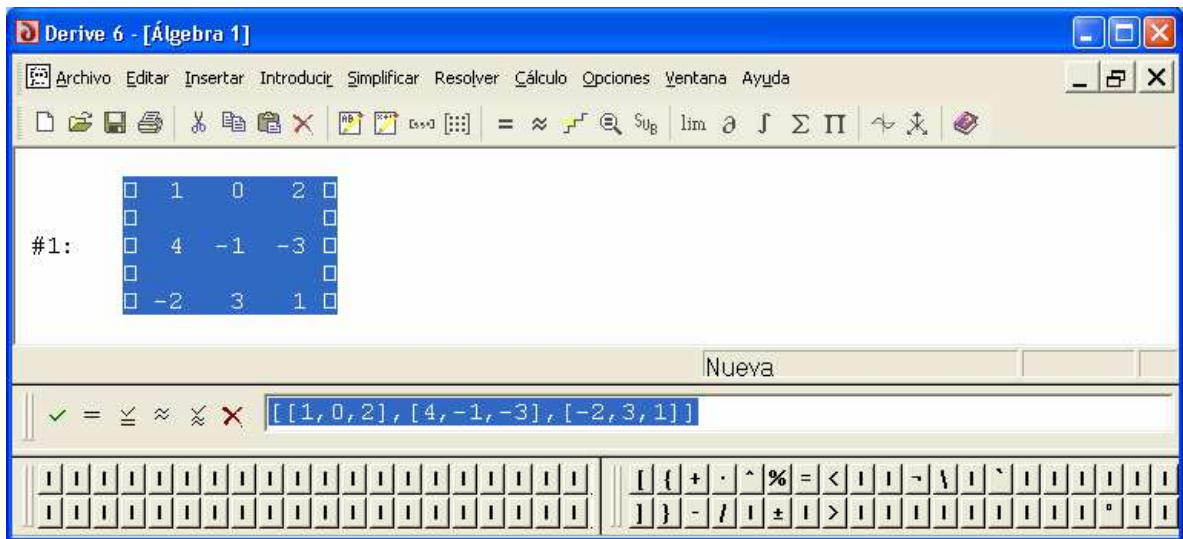 Derive 6 - [Álgebra 1]
Archivo Editar Insertar Introducir Simplificar Resolver Cálculo Opciones Ventana Ayuda
= ≈ Sub lim ∂ ∫ Σ Π
1 0 2
#1: 4 -1 -3
-2 3 1
Nueva
= ≈ [[1,0,2],[4,-1,-3],[-2,3,1]]
[ { + · ^ % = < ¬ \ `
] } - / ± > °